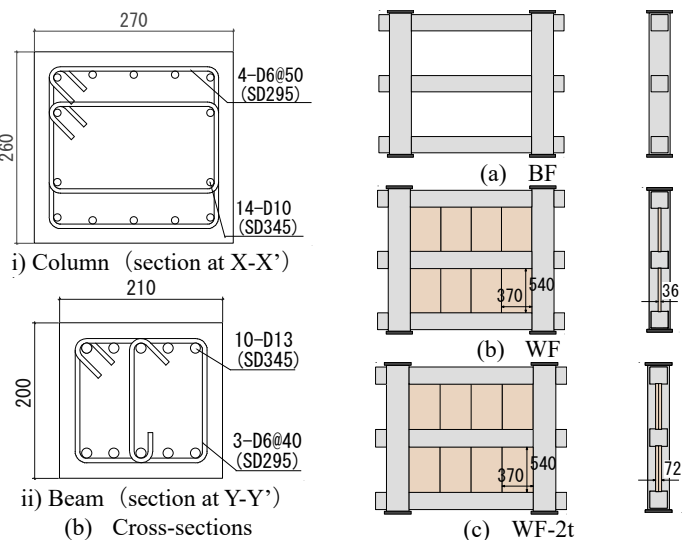 270
260
4-D6@50
(SD295)
14-D10
(SD345)
i) Column（section at X-X’）
210
200
10-D13
(SD345)
3-D6@40
(SD295)
ii) Beam（section at Y-Y’）
(b) Cross-sections
(a) BF
540
370
36
(b) WF
540
370
72
(c) WF-2t